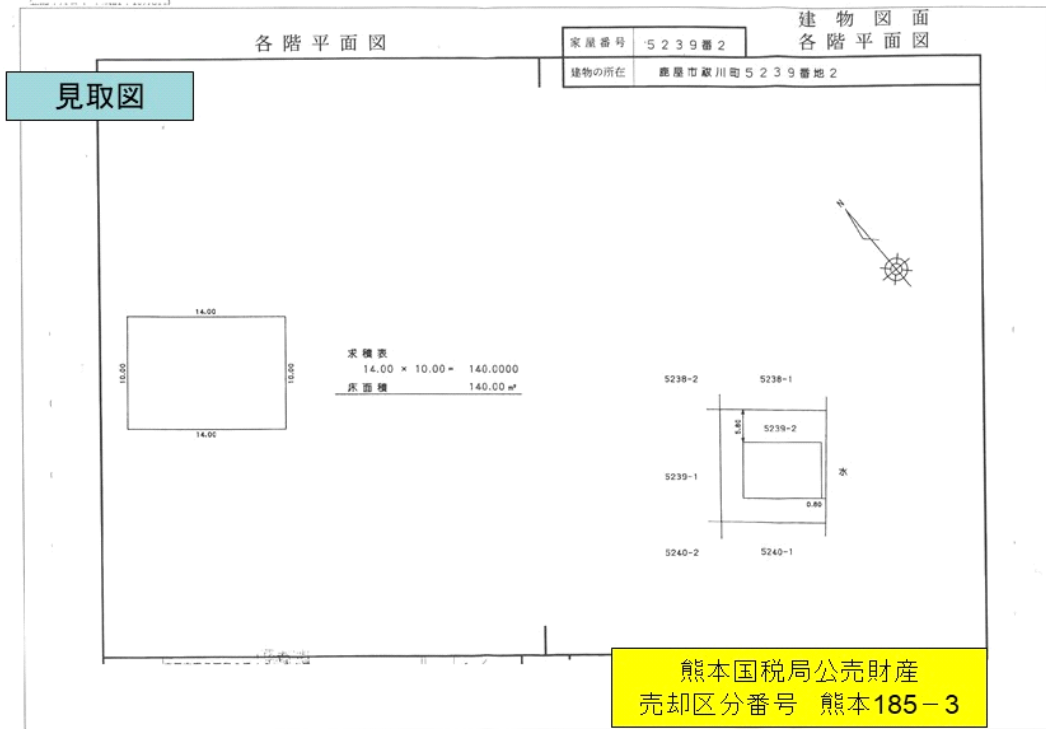 建物図面
各階平面図
各階平面図
家屋番号 5239番2
建物の所在 鹿屋市祓川町5239番地2
見取図
N
14.00
10.00
10.00
14.00
求積表
14.00 × 10.00 = 140.0000
床面積 140.00 ㎡
5238-2 5238-1
5.80
5239-2
5239-1
水
0.80
5240-2 5240-1
熊本国税局公売財産
売却区分番号 熊本185－3